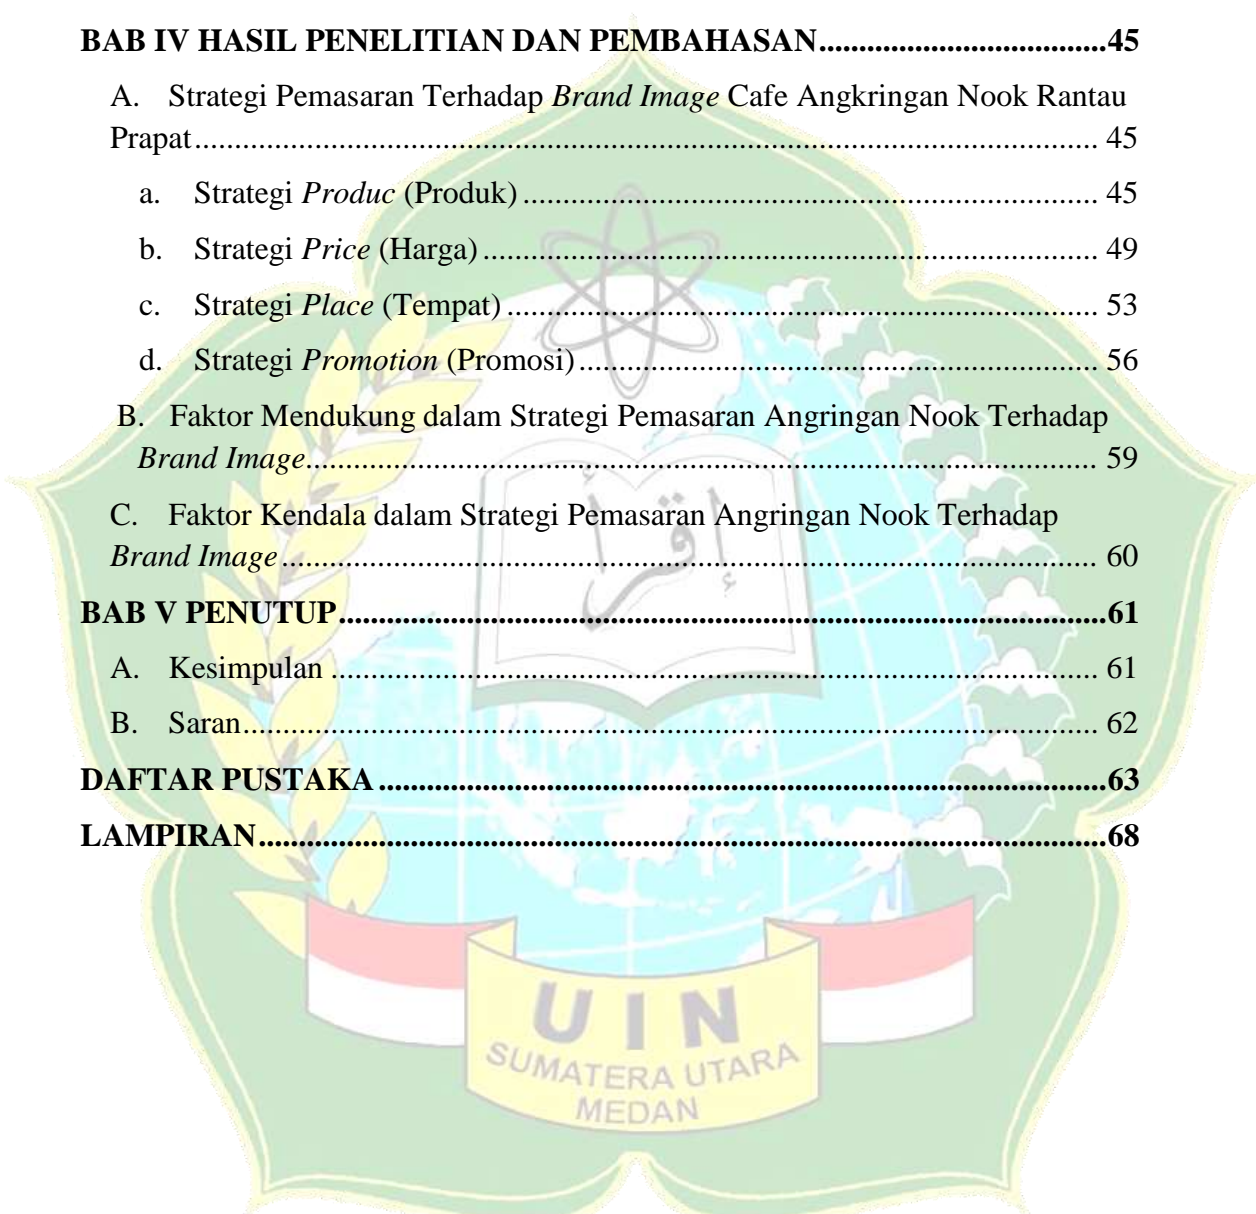 BAB IV HASIL PENELITIAN DAN PEMBAHASAN....................................45
A. Strategi Pemasaran Terhadap Brand Image Cafe Angkringan Nook Rantau
Prapat................................................................................................................. 45
a. Strategi Produc (Produk)........................................................................ 45
b. Strategi Price (Harga)............................................................................. 49
c. Strategi Place (Tempat).......................................................................... 53
d. Strategi Promotion (Promosi)................................................................. 56
B. Faktor Mendukung dalam Strategi Pemasaran Angringan Nook Terhadap
Brand Image................................................................................................... 59
C. Faktor Kendala dalam Strategi Pemasaran Angringan Nook Terhadap
Brand Image...................................................................................................... 60
BAB V PENUTUP................................................................................................61
A. Kesimpulan................................................................................................ 61
B. Saran........................................................................................................... 62
DAFTAR PUSTAKA...........................................................................................63
LAMPIRAN..........................................................................................................68
إقرأ
UIN
SUMATERA UTARA
MEDAN